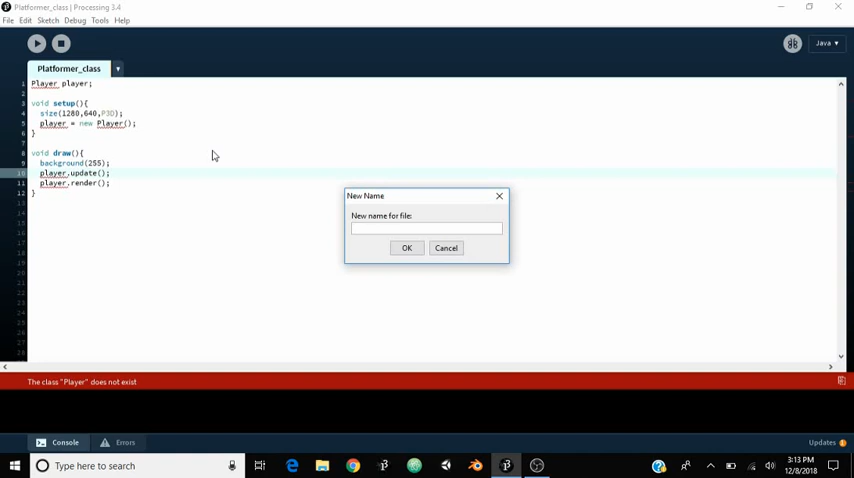 Platformer_class | Processing 3.4
File Edit Sketch Debug Tools Help
Java ▾
Platformer_class ▾
1 Player player;
2
3 void setup(){
4 size(1280,640,P3D);
5 player = new Player();
6 }
7
8 void draw(){
9 background(255);
10 player.update();
11 player.render();
12 }
13
14
15
16
17
18
19
20
21
22
23
24
25
26
27
28
New Name
New name for file:
OK Cancel
The class "Player" does not exist
Console Errors Updates 1
Type here to search
3:13 PM
12/8/2018